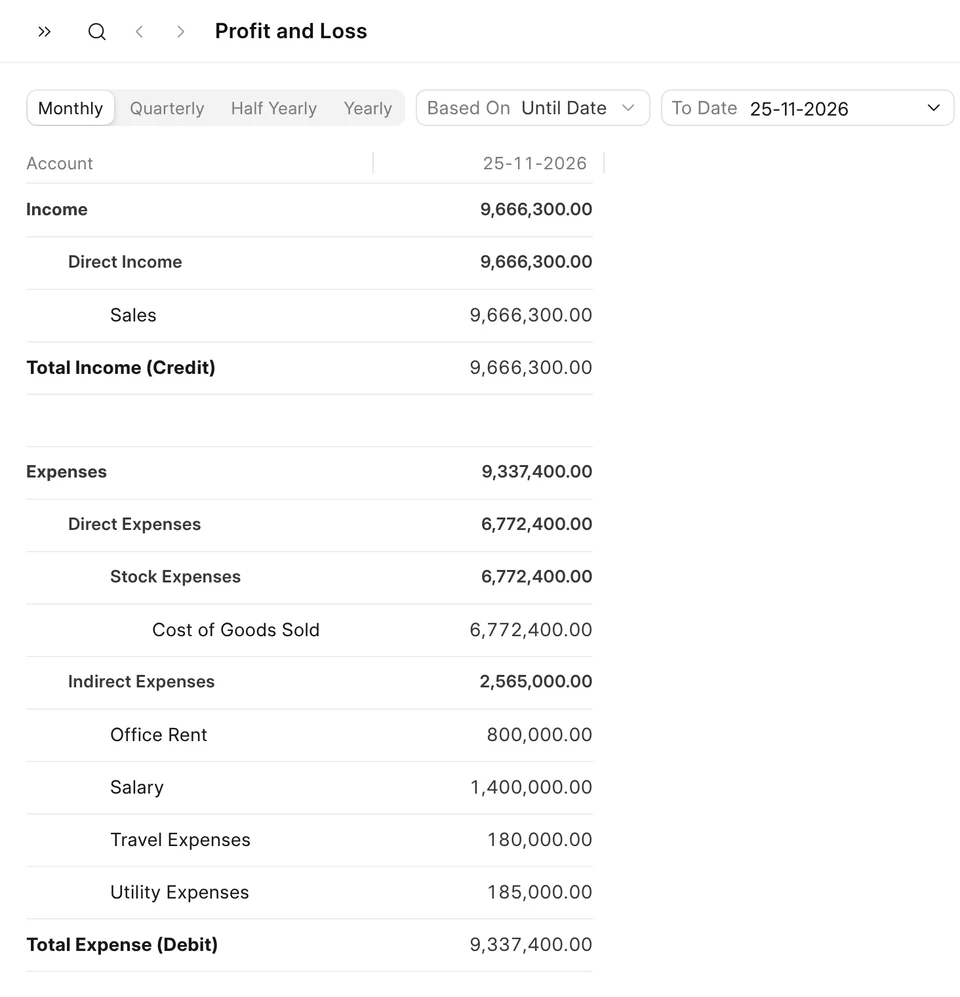 Profit and Loss
Monthly Quarterly Half Yearly Yearly Based On Until Date To Date 25-11-2026
Account 25-11-2026
Income 9,666,300.00
Direct Income 9,666,300.00
Sales 9,666,300.00
Total Income (Credit) 9,666,300.00
Expenses 9,337,400.00
Direct Expenses 6,772,400.00
Stock Expenses 6,772,400.00
Cost of Goods Sold 6,772,400.00
Indirect Expenses 2,565,000.00
Office Rent 800,000.00
Salary 1,400,000.00
Travel Expenses 180,000.00
Utility Expenses 185,000.00
Total Expense (Debit) 9,337,400.00